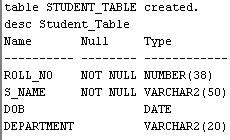 table STUDENT_TABLE created.
desc Student_Table
Name Null Type
---------- -------- ------------
ROLL_NO NOT NULL NUMBER(38)
S_NAME NOT NULL VARCHAR2(50)
DOB DATE
DEPARTMENT VARCHAR2(20)